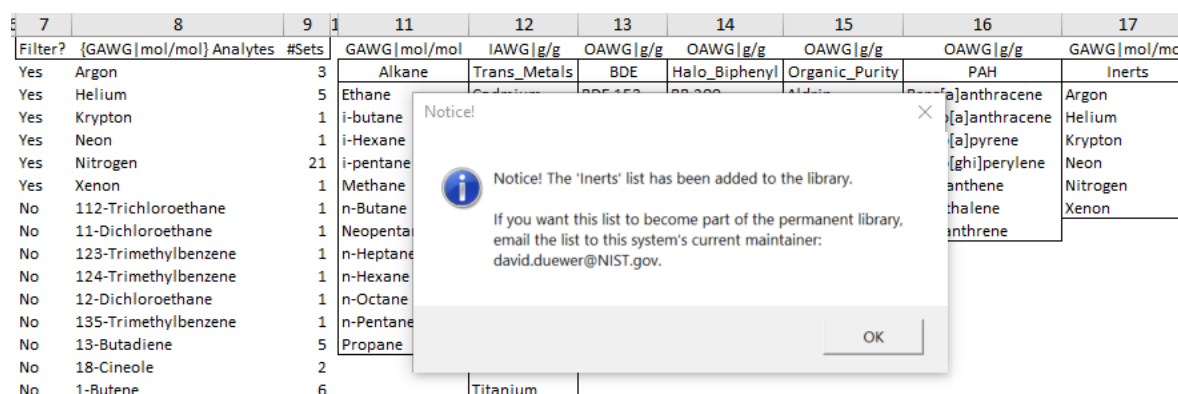 7 8 9 1 11 12 13 14 15 16 17
Filter? {GAWG|mol/mol} Analytes #Sets GAWG|mol/mol IAWG|g/g OAWG|g/g OAWG|g/g OAWG|g/g OAWG|g/g GAWG|mol/mo
Yes Argon 3 Alkane Trans_Metals BDE Halo_Biphenyl Organic_Purity PAH Inerts
Yes Helium 5 Ethane Argon
Yes Krypton 1 i-butane Helium
Yes Neon 1 i-Hexane Krypton
Yes Nitrogen 21 i-pentane Neon
Yes Xenon 1 Methane Nitrogen
No 112-Trichloroethane 1 n-Butane Xenon
No 11-Dichloroethane 1
No 123-Trimethylbenzene 1 n-Heptane
No 124-Trimethylbenzene 1 n-Hexane
No 12-Dichloroethane 1 n-Octane
No 135-Trimethylbenzene 1 n-Pentane
No 13-Butadiene 5 Propane
No 18-Cineole 2
No 1-Butene 6 Titanium
Notice!
Notice! The 'Inerts' list has been added to the library.
If you want this list to become part of the permanent library,
email the list to this system's current maintainer:
david.duewer@NIST.gov.
OK